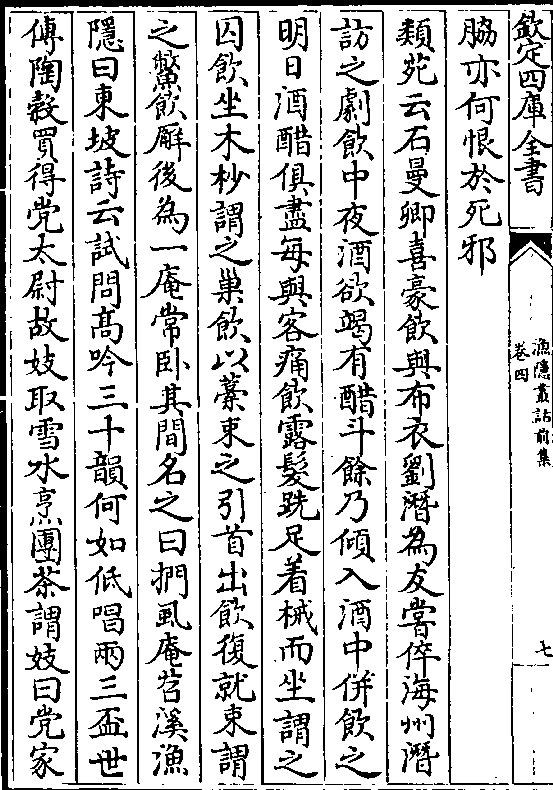 欽定四庫全書
漁隱叢話前集
卷四
七
脇亦何恨於死邪
類苑云石曼卿喜豪飲與布衣劉潛為友嘗倅海州潛
訪之劇飲中夜酒欲竭有醋斗餘乃傾入酒中併飲之
明日酒醋俱盡每與客痛飲露髮跣足着械而坐謂之
囚飲坐木杪謂之巢飲以藁束之引首出飲復就束謂
之鱉飲廨後為一庵常卧其間名之曰捫虱庵苕溪漁
隱曰東坡詩云試問髙吟三十韻何如低唱兩三盃世
傳陶穀買得党太尉故妓取雪水烹團茶謂妓曰党家